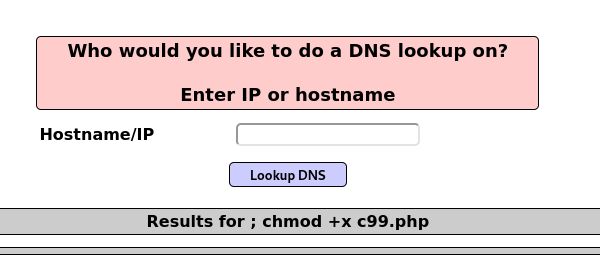 Who would you like to do a DNS lookup on?
Enter IP or hostname
Hostname/IP
Lookup DNS
Results for ; chmod +x c99.php